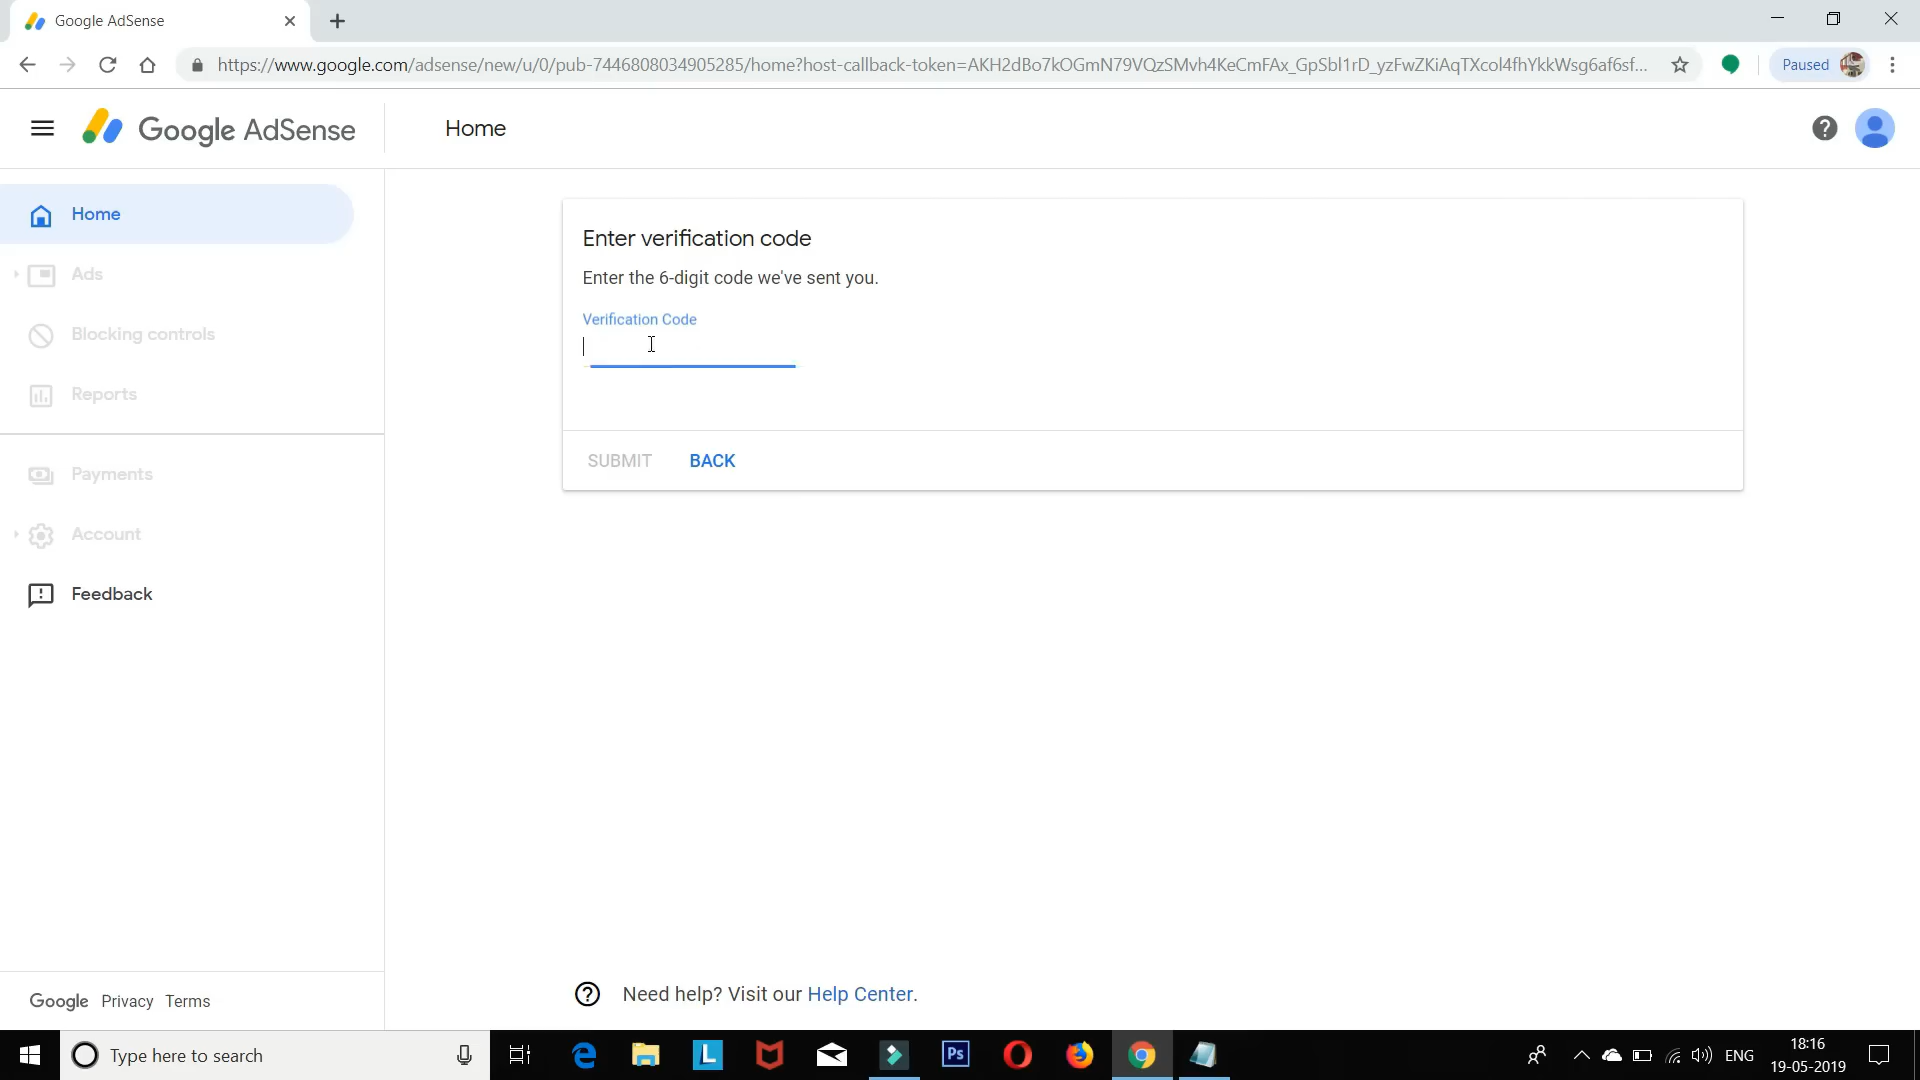 Google AdSense
https://www.google.com/adsense/new/u/0/pub-7446808034905285/home?host-callback-token=AKH2dBo7kOGmN79VQzSMvh4KeCmFAx_GpSbl1rD_yzFwZKiAqTXcol4fhYkkWsg6af6sf...
Paused
Google AdSense
Home
Home
Ads
Blocking controls
Reports
Payments
Account
Feedback
Enter verification code
Enter the 6-digit code we've sent you.
Verification Code
SUBMIT BACK
Need help? Visit our Help Center.
Google Privacy Terms
Type here to search
L
Ps
ENG
18:16
19-05-2019